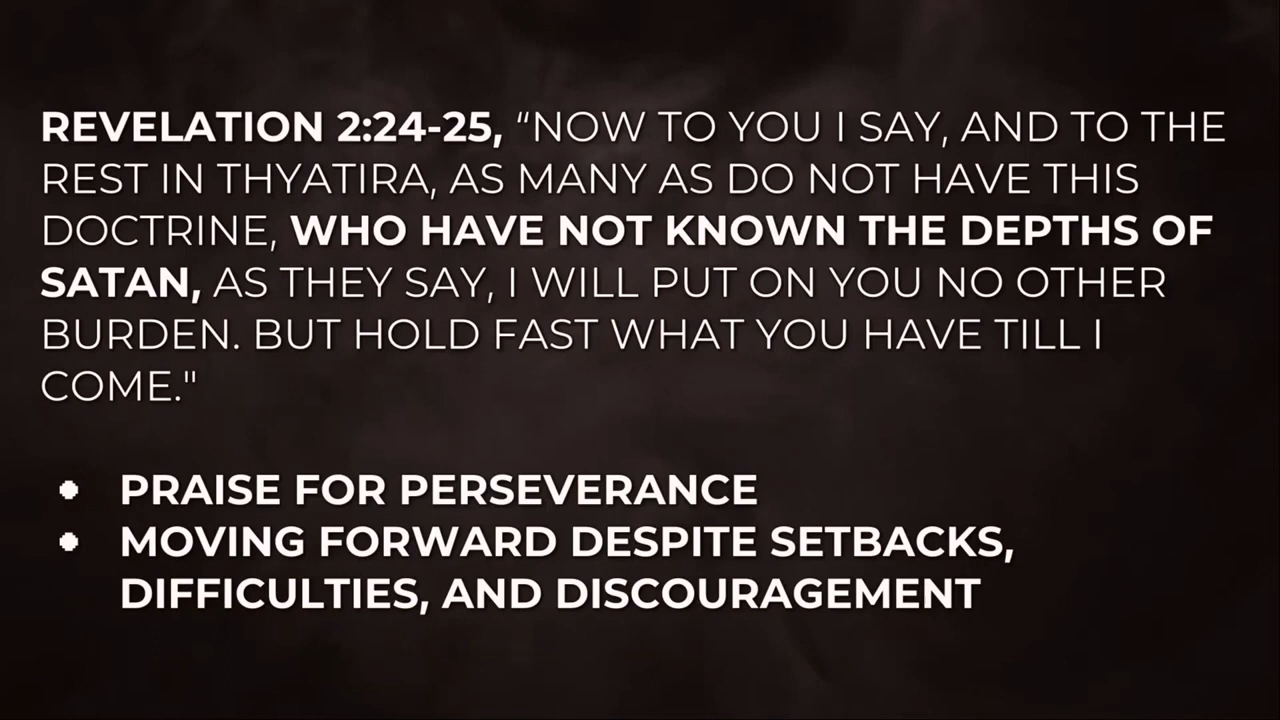 REVELATION 2:24-25, “NOW TO YOU I SAY, AND TO THE
REST IN THYATIRA, AS MANY AS DO NOT HAVE THIS
DOCTRINE, WHO HAVE NOT KNOWN THE DEPTHS OF
SATAN, AS THEY SAY, I WILL PUT ON YOU NO OTHER
BURDEN. BUT HOLD FAST WHAT YOU HAVE TILL I
COME."
• PRAISE FOR PERSEVERANCE
• MOVING FORWARD DESPITE SETBACKS,
DIFFICULTIES, AND DISCOURAGEMENT